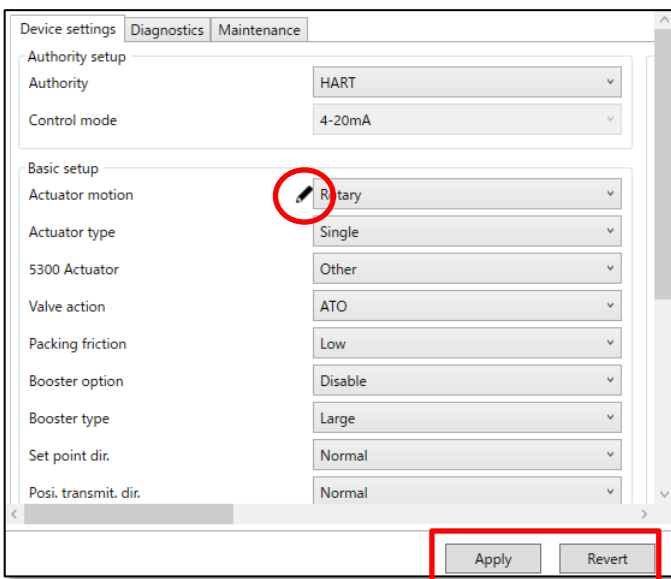 Device settings Diagnostics Maintenance
Authority setup
Authority HART
Control mode 4-20mA
Basic setup
Actuator motion Rotary
Actuator type Single
5300 Actuator Other
Valve action ATO
Packing friction Low
Booster option Disable
Booster type Large
Set point dir. Normal
Posi. transmit. dir. Normal
Apply Revert